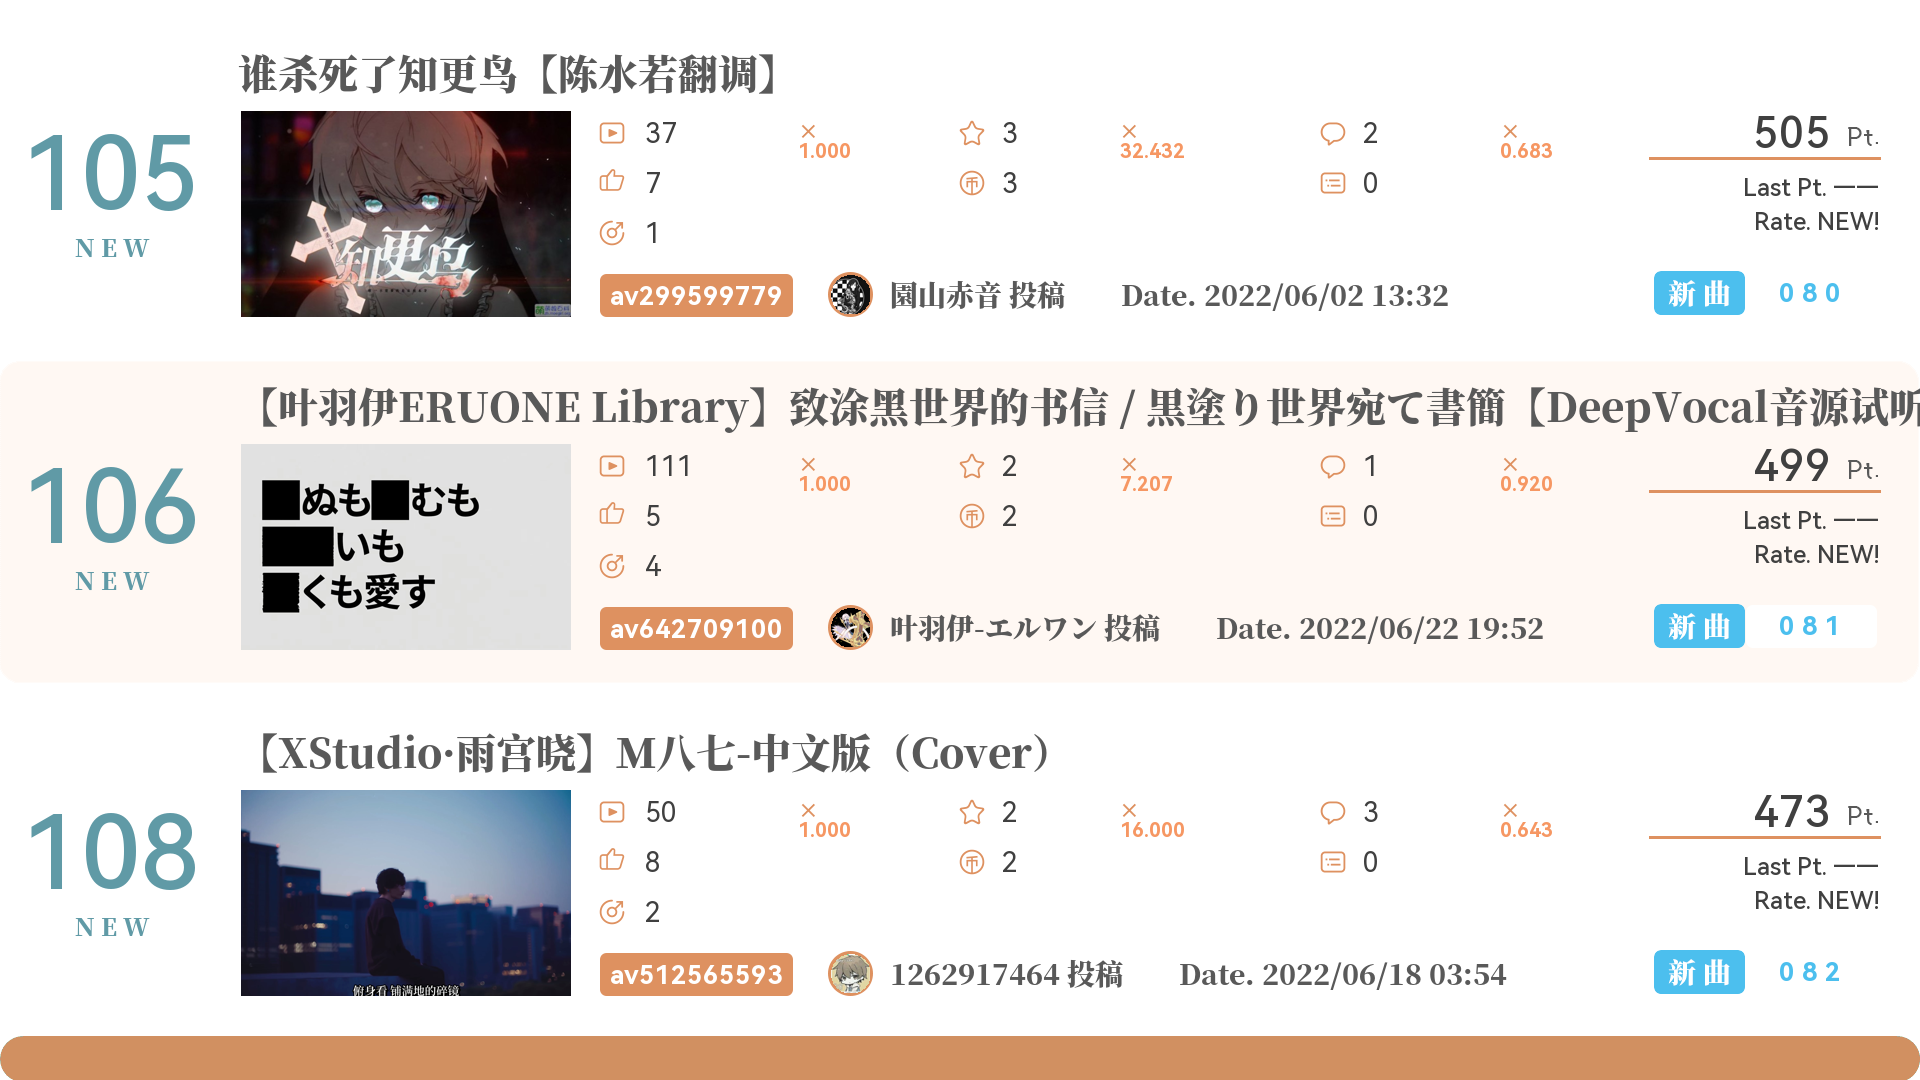 谁杀死了知更鸟【陈水若翻调】
105
NEW
知更鸟
37
×
1.000
3
×
32.432
2
×
0.683
7
3
0
1
505 Pt.
Last Pt. ——
Rate. NEW!
av299599779
園山赤音 投稿
Date. 2022/06/02 13:32
新曲 080
【叶羽伊ERUONE Library】致涂黑世界的书信 / 黒塗り世界宛て書簡【DeepVocal音源试听
106
NEW
█ぬも█むも
██いも
█くも愛す
111
×
1.000
2
×
7.207
1
×
0.920
5
2
0
4
499 Pt.
Last Pt. ——
Rate. NEW!
av642709100
叶羽伊-エルワン 投稿
Date. 2022/06/22 19:52
新曲 081
【XStudio·雨宫晓】M八七-中文版（Cover）
108
NEW
俯身看 铺满地的碎镜
50
×
1.000
2
×
16.000
3
×
0.643
8
2
0
2
473 Pt.
Last Pt. ——
Rate. NEW!
av512565593
1262917464 投稿
Date. 2022/06/18 03:54
新曲 082